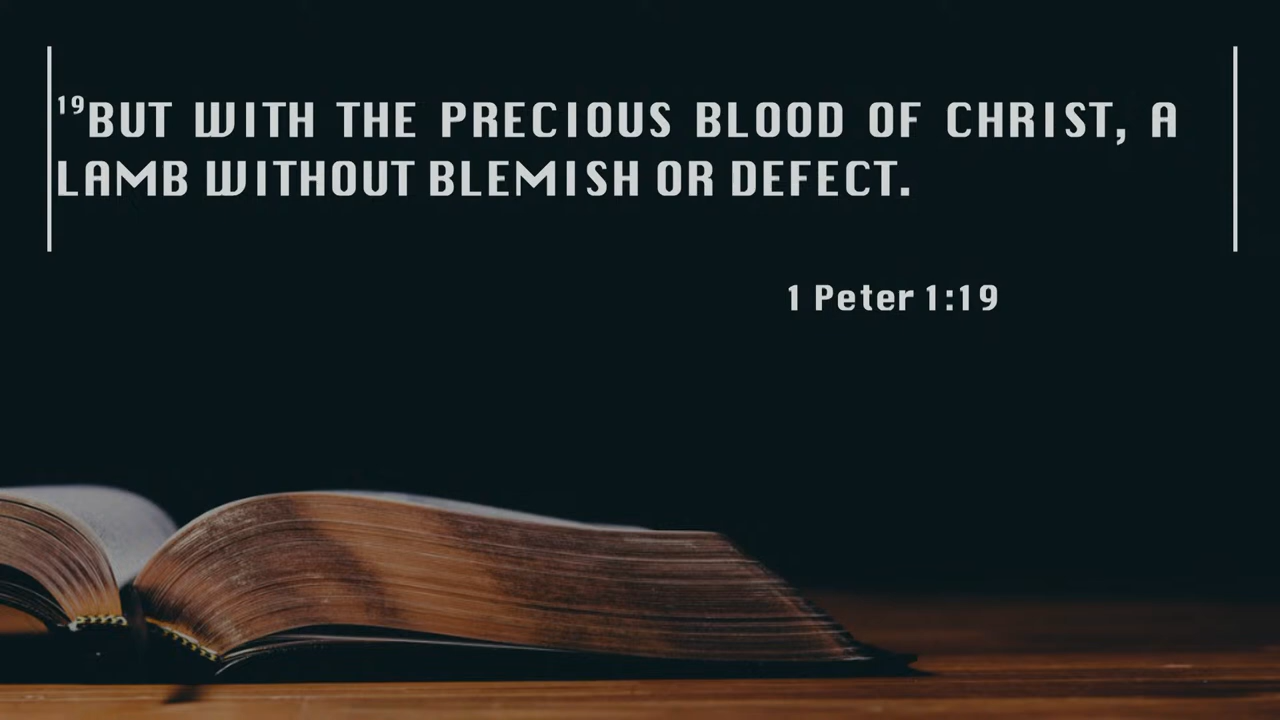 ¹⁹BUT WITH THE PRECIOUS BLOOD OF CHRIST, A
LAMB WITHOUT BLEMISH OR DEFECT.
1 Peter 1:19